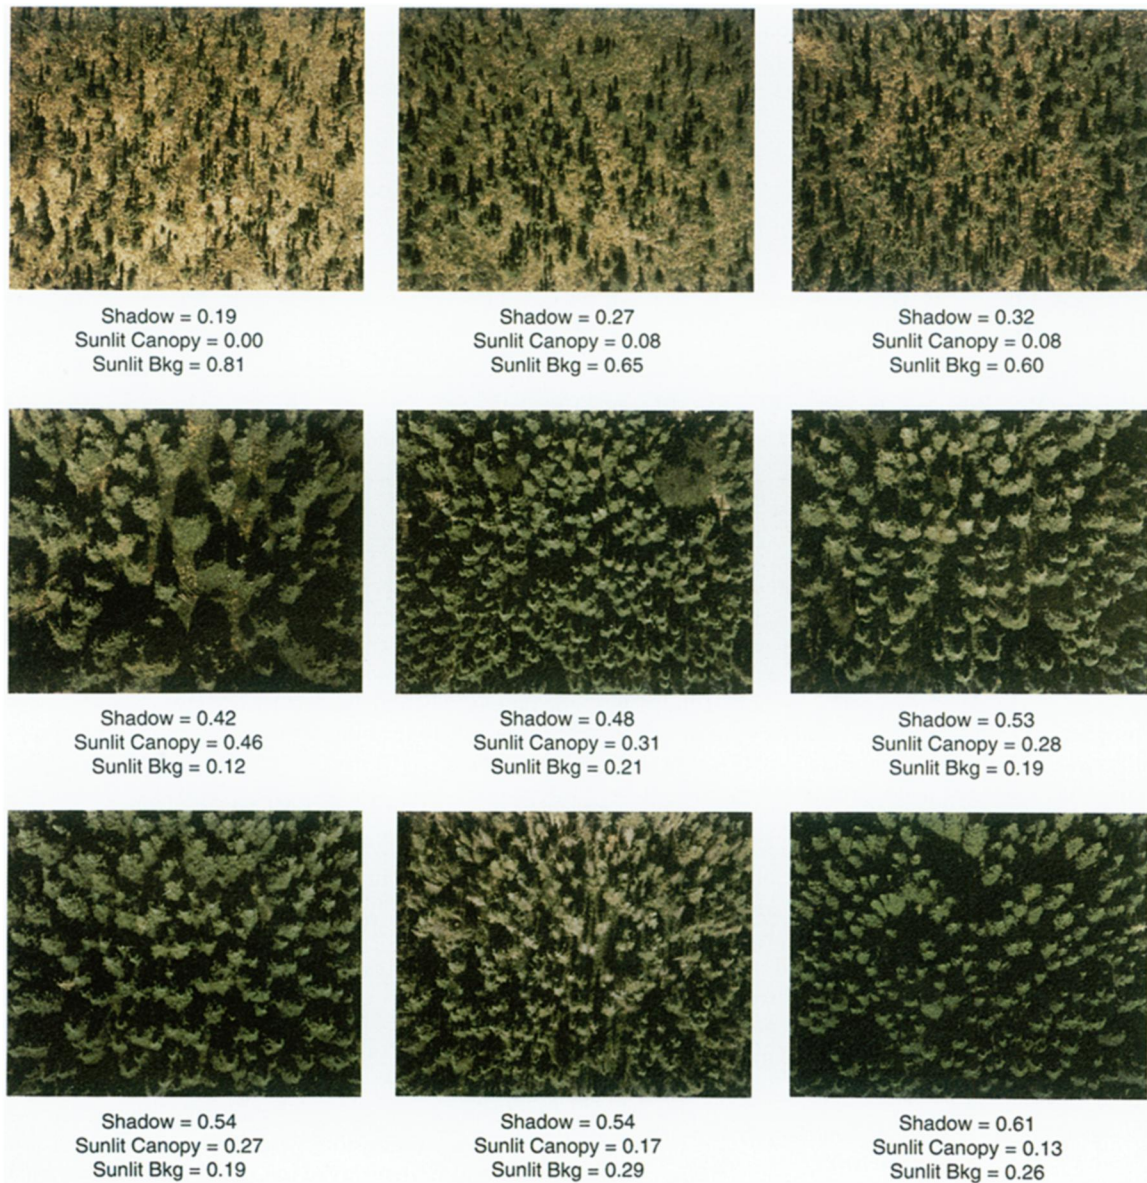 Shadow = 0.19
Sunlit Canopy = 0.00
Sunlit Bkg = 0.81
Shadow = 0.27
Sunlit Canopy = 0.08
Sunlit Bkg = 0.65
Shadow = 0.32
Sunlit Canopy = 0.08
Sunlit Bkg = 0.60
Shadow = 0.42
Sunlit Canopy = 0.46
Sunlit Bkg = 0.12
Shadow = 0.48
Sunlit Canopy = 0.31
Sunlit Bkg = 0.21
Shadow = 0.53
Sunlit Canopy = 0.28
Sunlit Bkg = 0.19
Shadow = 0.54
Sunlit Canopy = 0.27
Sunlit Bkg = 0.19
Shadow = 0.54
Sunlit Canopy = 0.17
Sunlit Bkg = 0.29
Shadow = 0.61
Sunlit Canopy = 0.13
Sunlit Bkg = 0.26